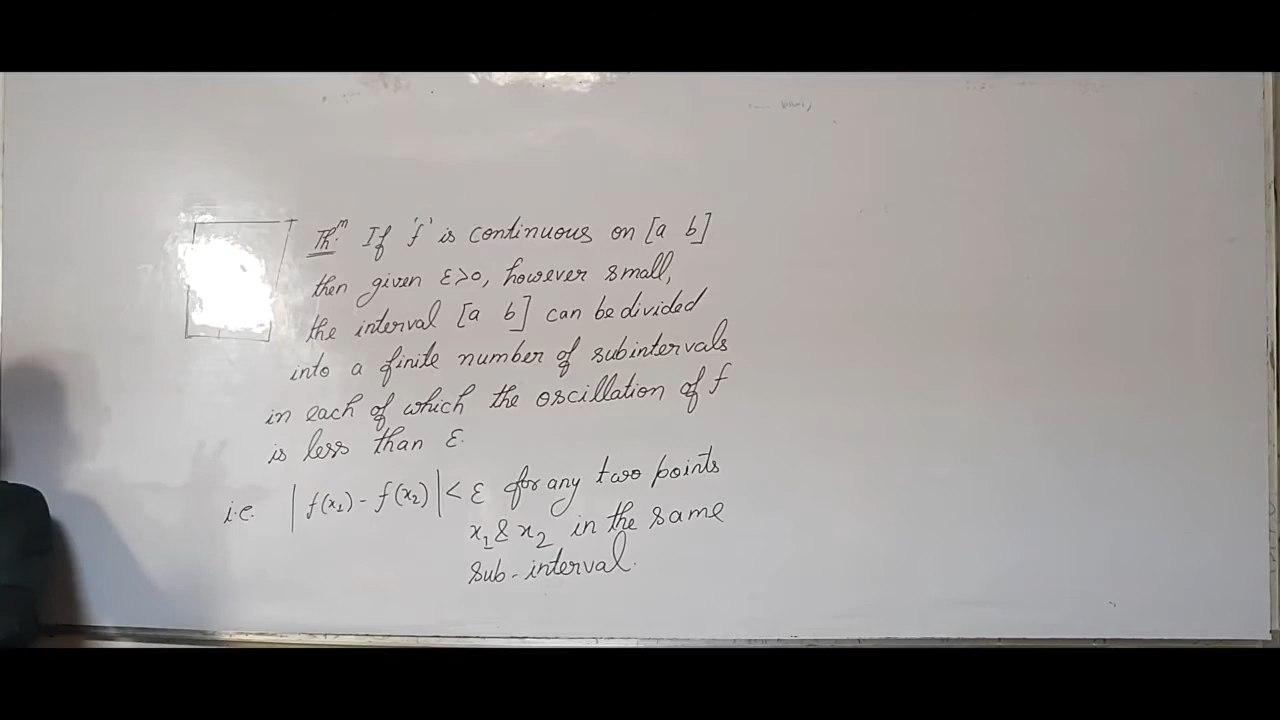 Th.ᵐ If 'f' is continuous on [a b]
then given ε>0, however small,
the interval [a b] can be divided
into a finite number of subintervals
in each of which the oscillation of f
is less than ε.
i.e. |f(x₁) - f(x₂)| < ε for any two points
x₁ & x₂ in the same
sub-interval.